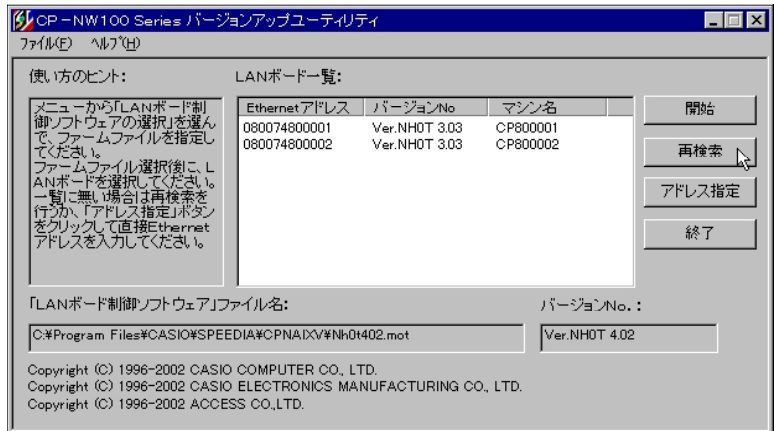 CP-NW100 Series バージョンアップユーティリティ
ファイル(F) ヘルプ(H)
使い方のヒント:
メニューから「LANボード制
御ソフトウェアの選択」を選ん
で、ファームファイルを指定し
てください。
ファームファイル選択後に、L
ANボードを選択してください。
一覧に無い場合は再検索を
行うか、「アドレス指定」ボタン
をクリックして直接Ethernet
アドレスを入力してください。
LANボード一覧:
Ethernetアドレス バージョンNo マシン名
080074800001 Ver.NH0T 3.03 CP800001
080074800002 Ver.NH0T 3.03 CP800002
開始
再検索
アドレス指定
終了
「LANボード制御ソフトウェア」ファイル名:
バージョンNo.:
C:¥Program Files¥CASIO¥SPEEDIA¥CPNAIXV¥Nh0t402.mot
Ver.NH0T 4.02
Copyright (C) 1996-2002 CASIO COMPUTER CO., LTD.
Copyright (C) 1996-2002 CASIO ELECTRONICS MANUFACTURING CO., LTD.
Copyright (C) 1996-2002 ACCESS CO.,LTD.